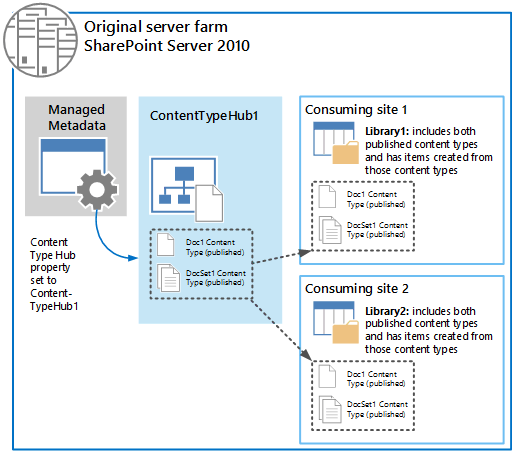 Original server farm
SharePoint Server 2010
Managed
Metadata
Content
Type Hub
property
set to
Content-
TypeHub1
ContentTypeHub1
Doc1 Content
Type (published)
DocSet1 Content
Type (published)
Consuming site 1
Library1: includes both
published content types
and has items created from
those content types
Doc1 Content
Type (published)
DocSet1 Content
Type (published)
Consuming site 2
Library2: includes both
published content types
and has items created from
those content types
Doc1 Content
Type (published)
DocSet1 Content
Type (published)